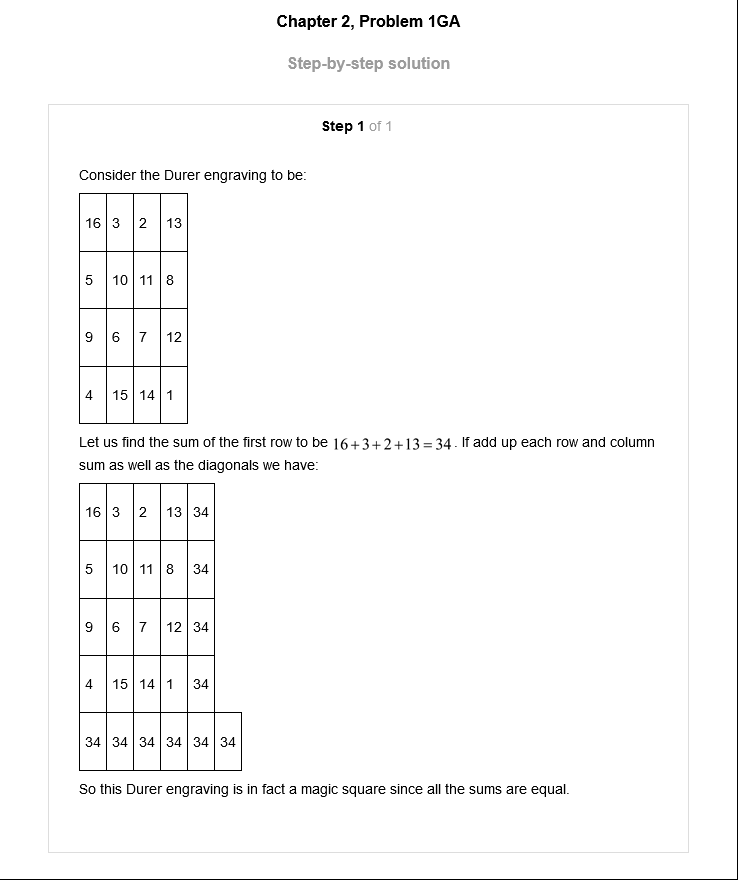 Chapter 2, Problem 1GA
Step-by-step solution
Step 1 of 1
Consider the Durer engraving to be:
16 3 2 13
5 10 11 8
9 6 7 12
4 15 14 1
Let us find the sum of the first row to be 16+3+2+13=34. If add up each row and column
sum as well as the diagonals we have:
16 3 2 13 34
5 10 11 8 34
9 6 7 12 34
4 15 14 1 34
34 34 34 34 34 34
So this Durer engraving is in fact a magic square since all the sums are equal.